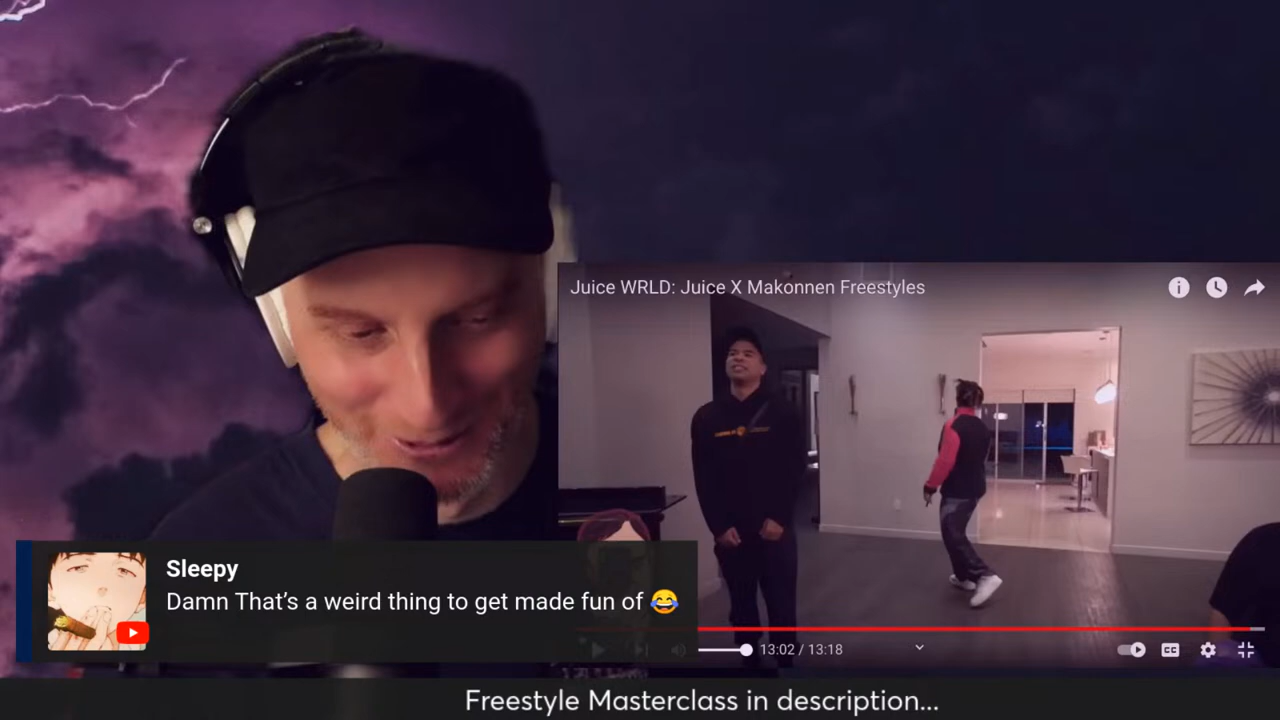 Juice WRLD: Juice X Makonnen Freestyles
Sleepy
Damn That's a weird thing to get made fun of 😂
13:02 / 13:18
CC
Freestyle Masterclass in description...